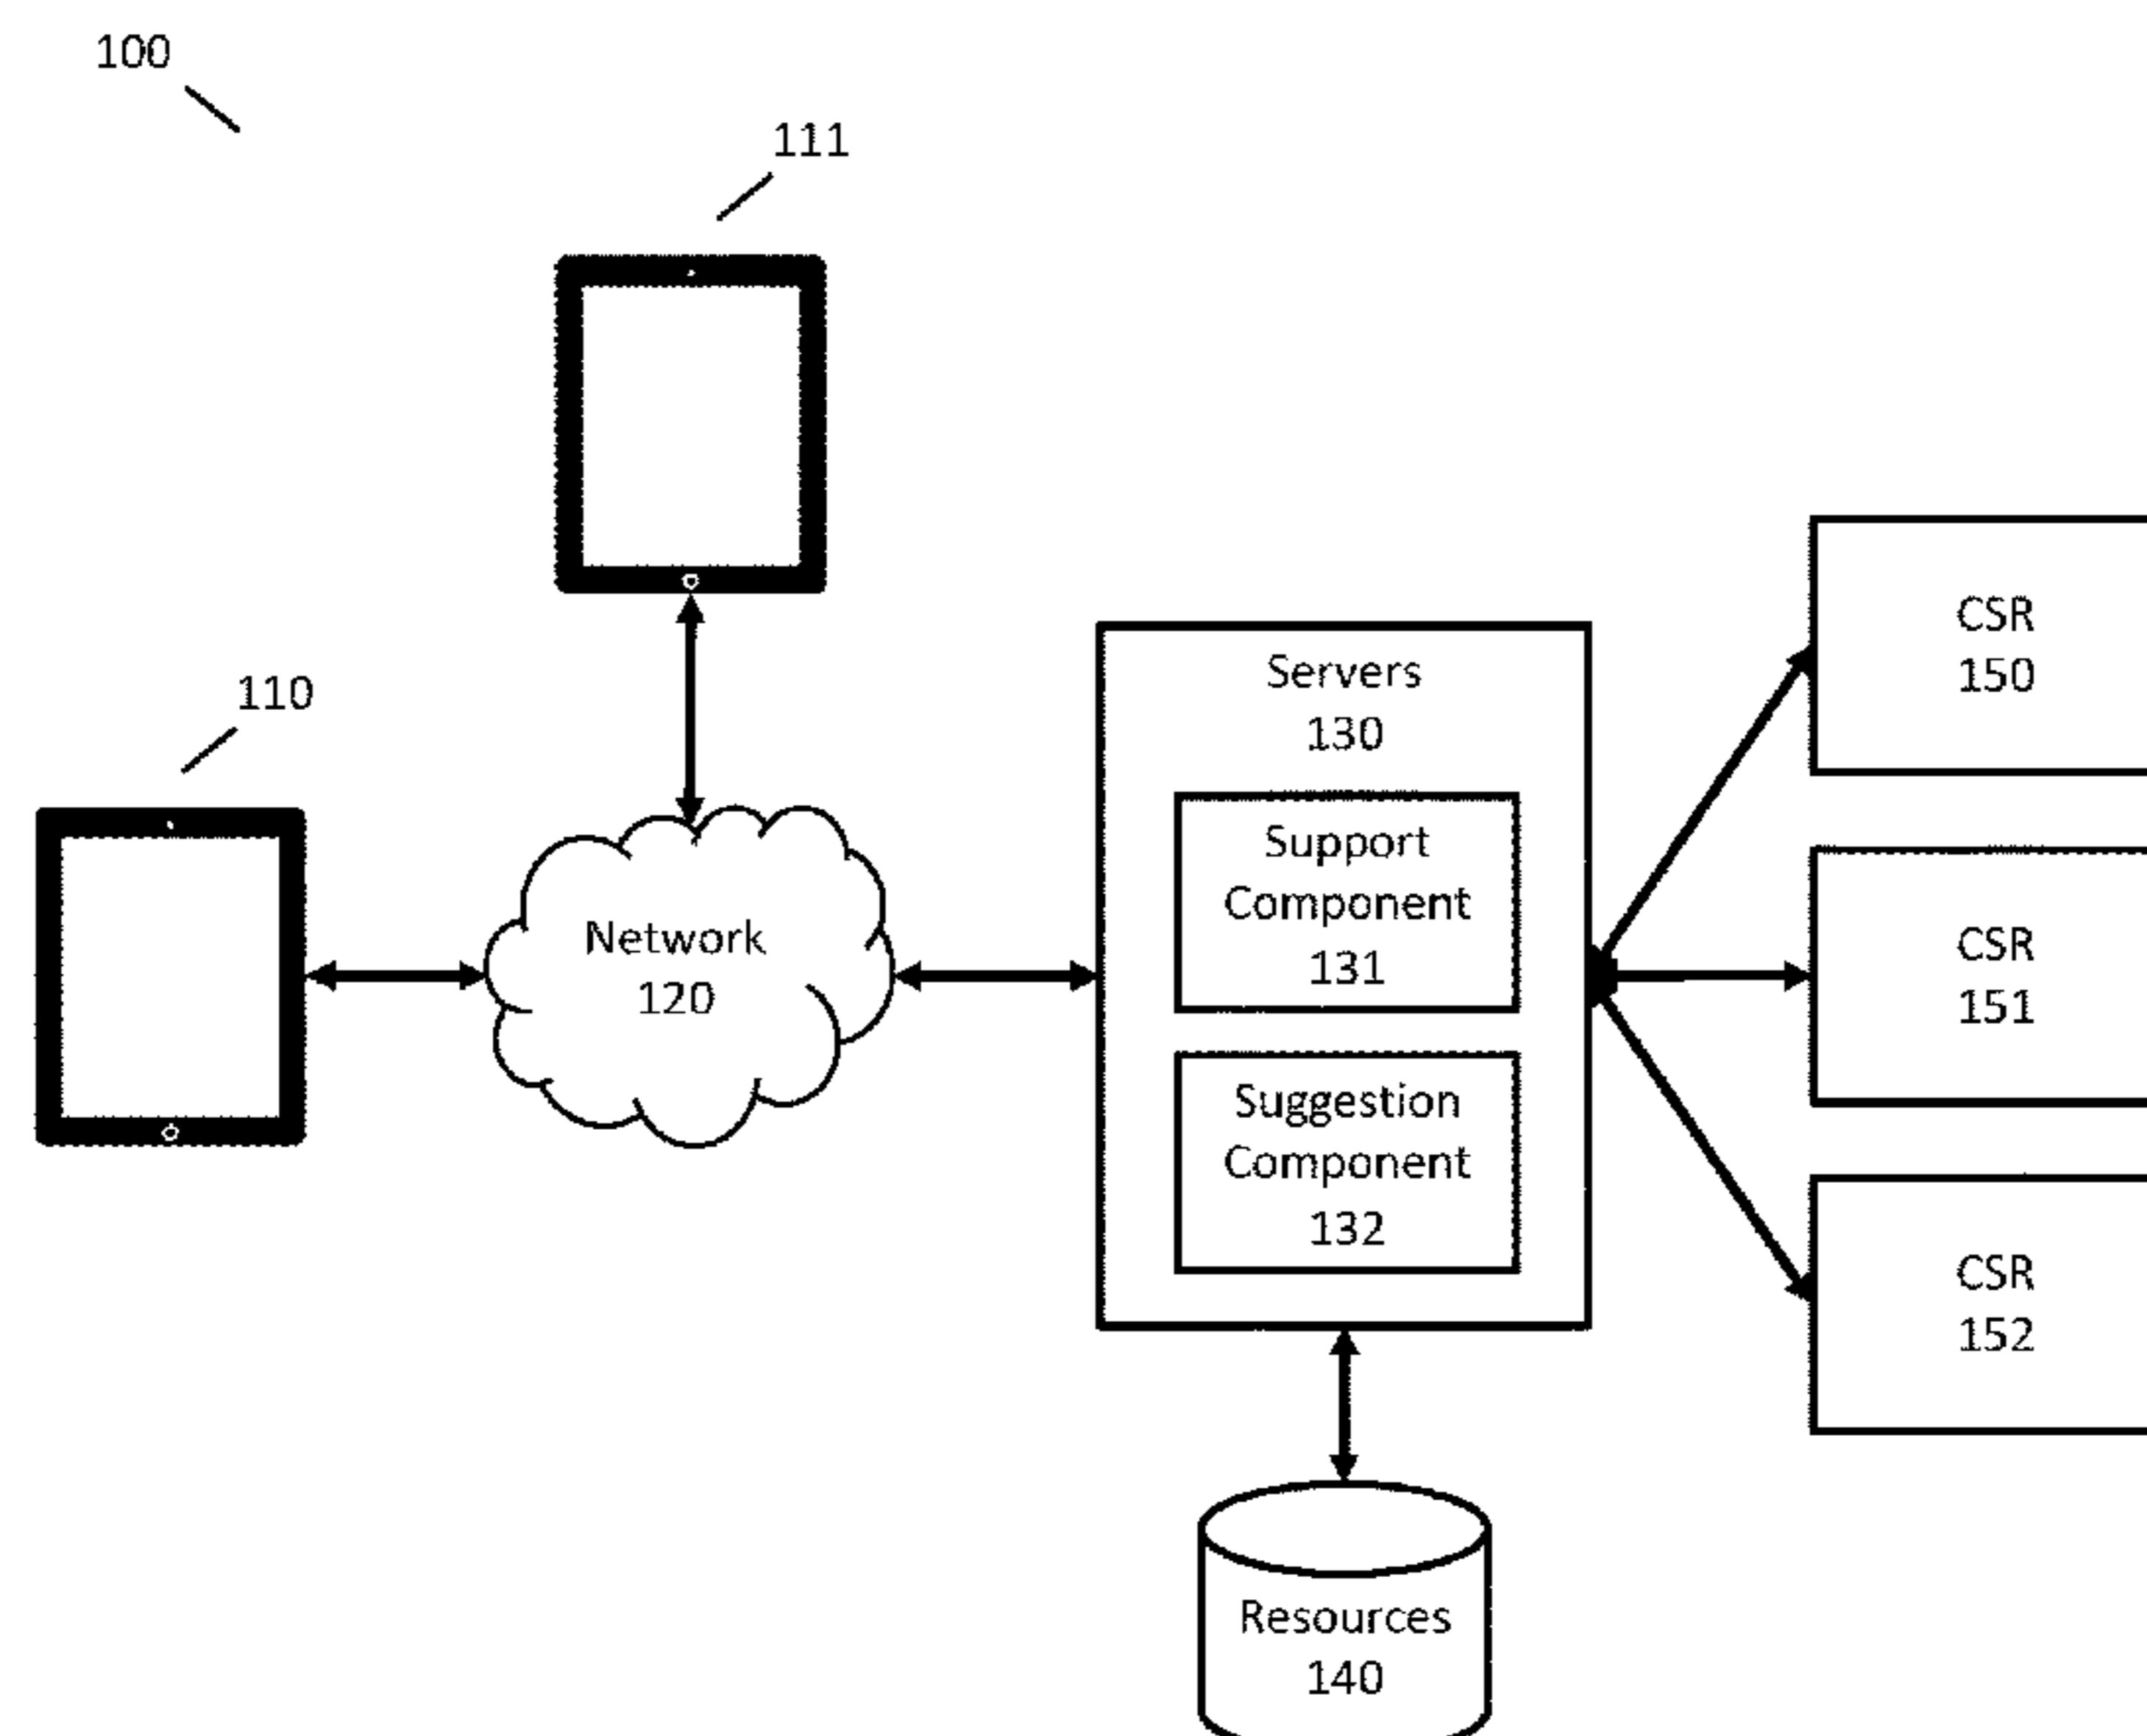 100
111
110
Network
120
Servers
130
Support
Component
131
Suggestion
Component
132
CSR
150
CSR
151
CSR
152
Resources
140